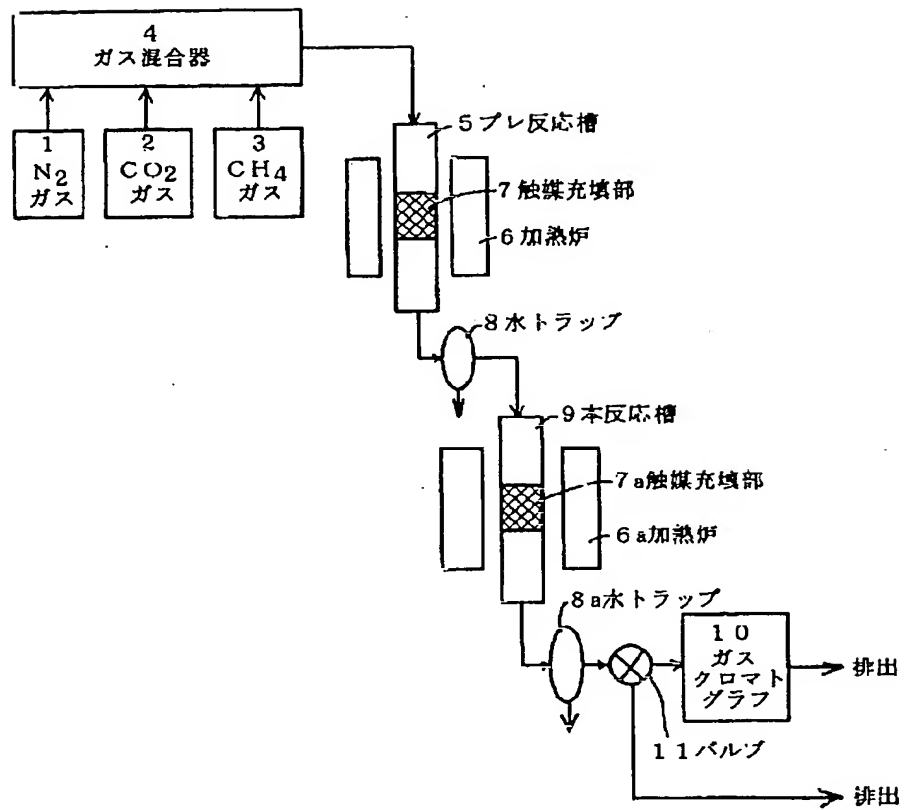 4
ガス混合器
1
N2
ガス
2
CO2
ガス
3
CH4
ガス
5プレ反応槽
7触媒充填部
6加熱炉
8水トラップ
9本反応槽
7a触媒充填部
6a加熱炉
8a水トラップ
10
ガス
クロマト
グラフ
排出
11バルブ
排出